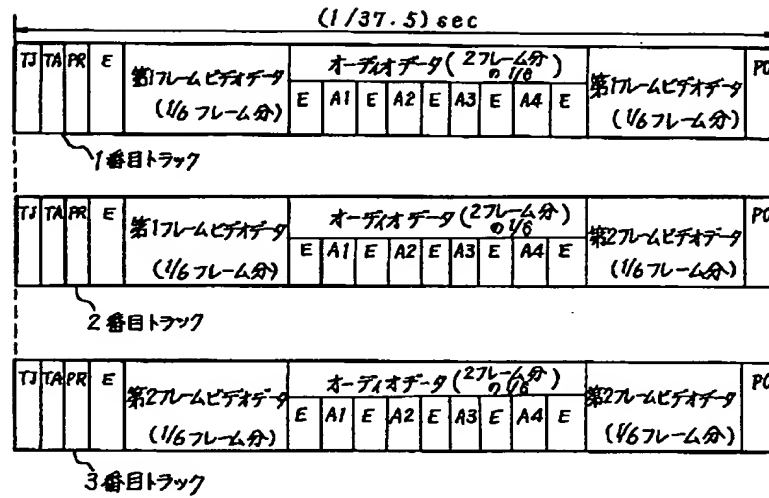 (1/37.5) sec
TJ TA PR E 第1フレームビデオデータ (1/6フレーム分) オーディオデータ (2フレーム分の1/6) 第1フレームビデオデータ (1/6フレーム分) PO
E A1 E A2 E A3 E A4 E
1番目トラック
TJ TA PR E 第1フレームビデオデータ (1/6フレーム分) オーディオデータ (2フレーム分の1/6) 第2フレームビデオデータ (1/6フレーム分) PO
E A1 E A2 E A3 E A4 E
2番目トラック
TJ TA PR E 第2フレームビデオデータ (1/6フレーム分) オーディオデータ (2フレーム分の1/6) 第2フレームビデオデータ (1/6フレーム分) PO
E A1 E A2 E A3 E A4 E
3番目トラック